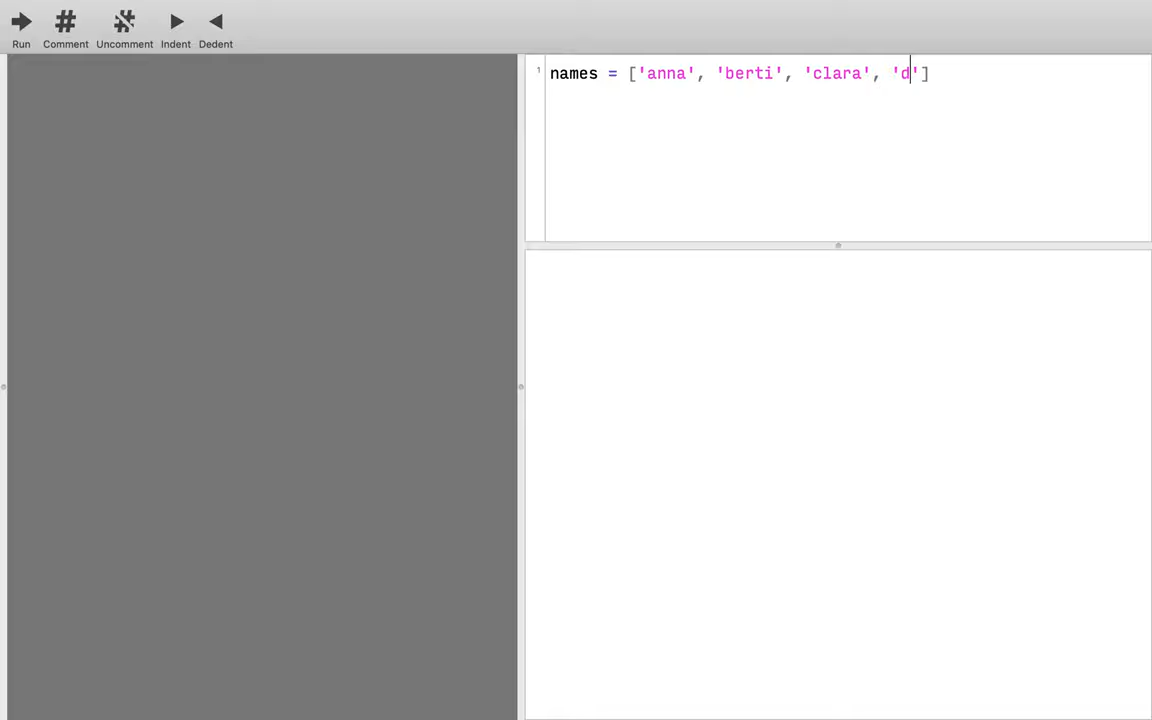 Run Comment Uncomment Indent Dedent
1 names = ['anna', 'berti', 'clara', 'd']